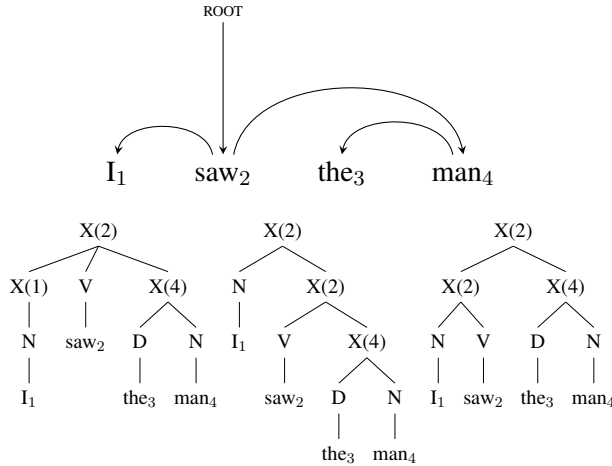 ROOT
I₁ saw₂ the₃ man₄
X(2) X(2) X(2)
X(1) V X(4) N X(2) X(2) X(4)
N saw₂ D N I₁ V X(4) N V D N
I₁ the₃ man₄ saw₂ D N I₁ saw₂ the₃ man₄
the₃ man₄